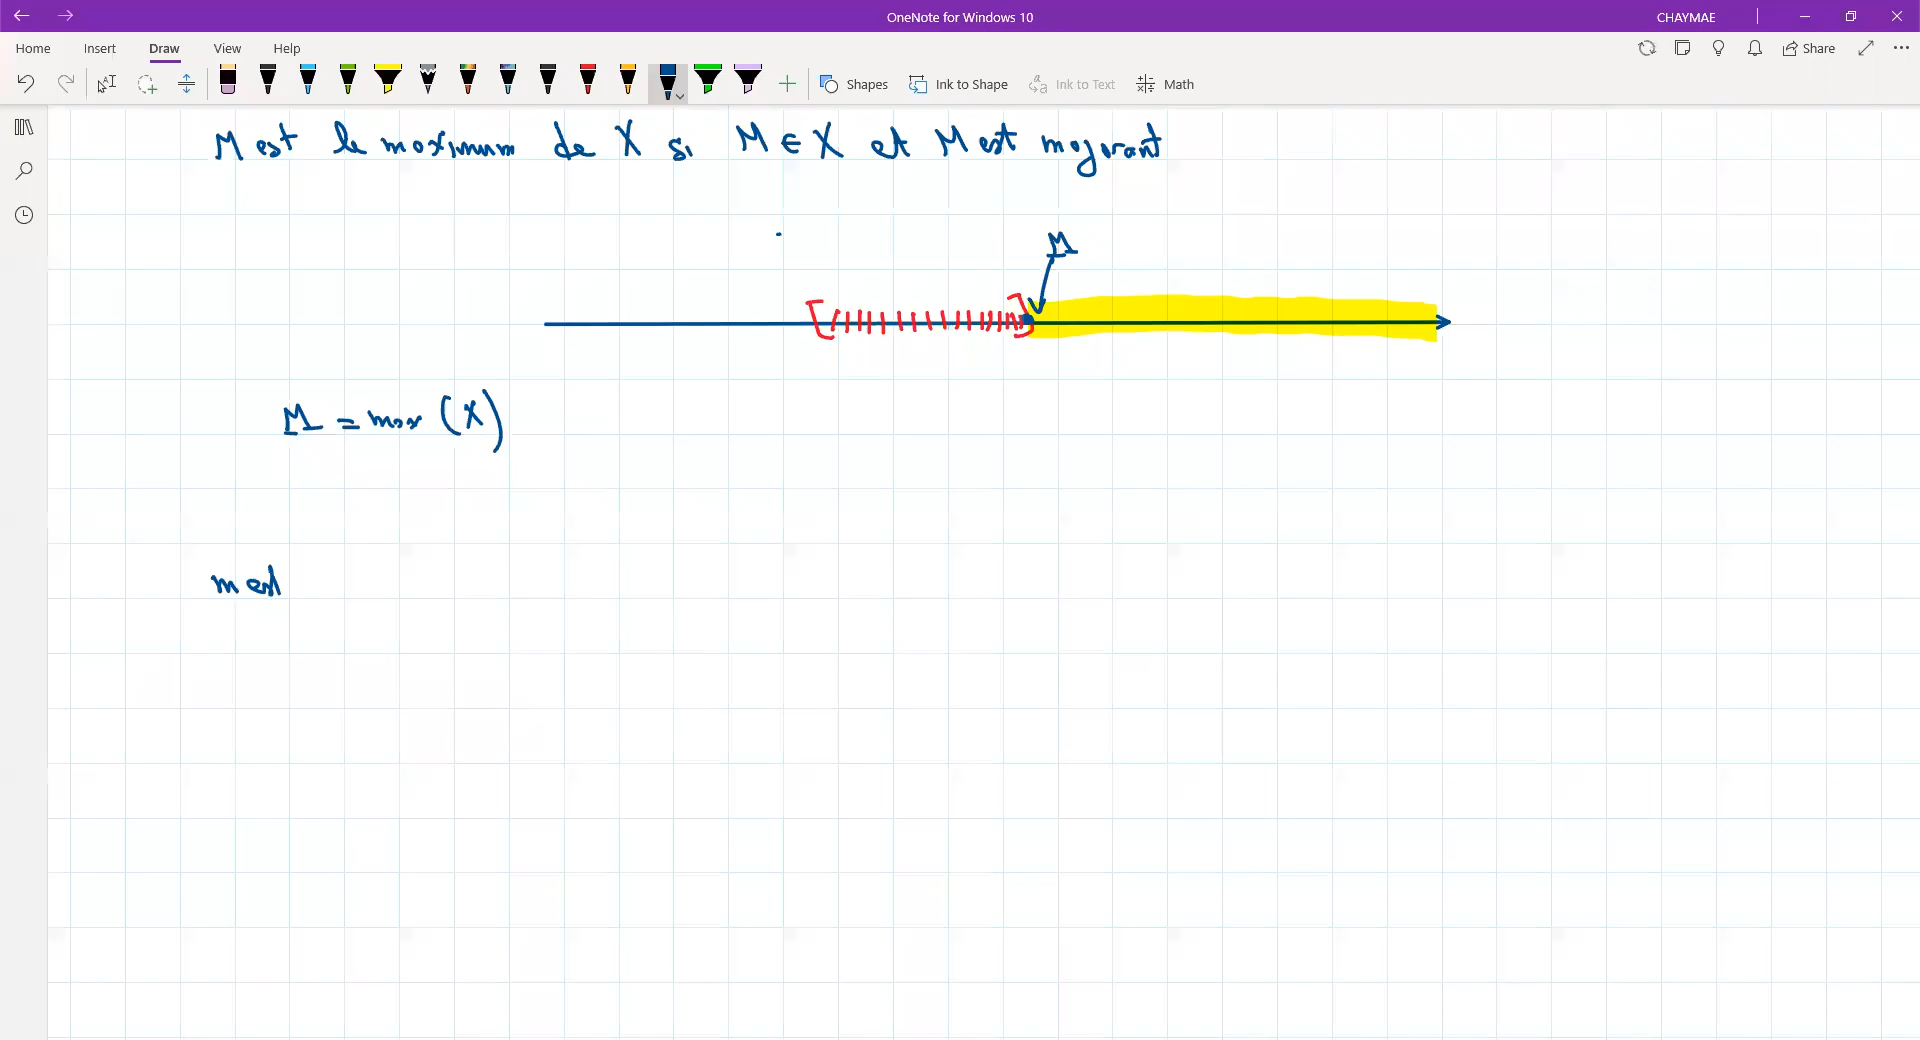 OneNote for Windows 10
CHAYMAE
Home Insert Draw View Help
Share
Shapes Ink to Shape Ink to Text Math
M est le maximum de X si M ∈ X et M est majorant
M
M = max (X)
m est